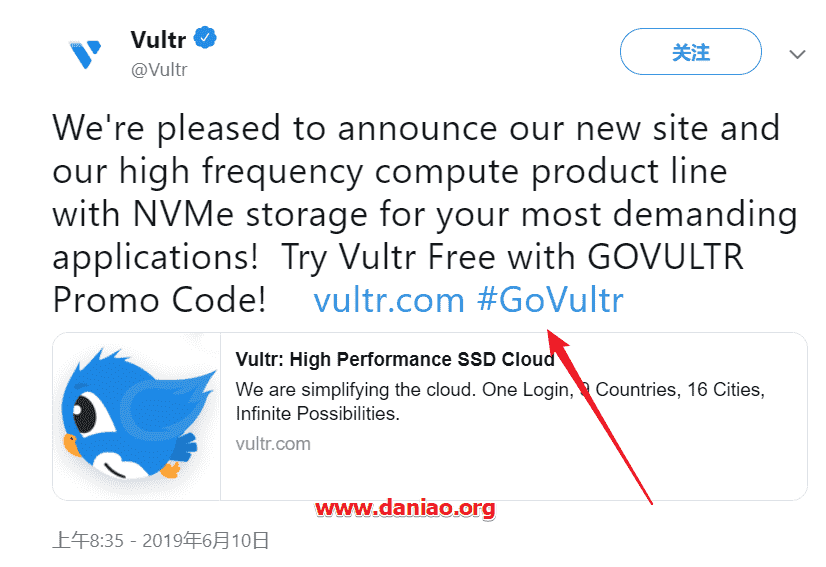 Vultr
@Vultr
关注
We're pleased to announce our new site and
our high frequency compute product line
with NVMe storage for your most demanding
applications! Try Vultr Free with GOVULTR
Promo Code! vultr.com #GoVultr
Vultr: High Performance SSD Cloud
We are simplifying the cloud. One Login, Countries, 16 Cities,
Infinite Possibilities.
vultr.com
www.daniao.org
上午8:35 - 2019年6月10日